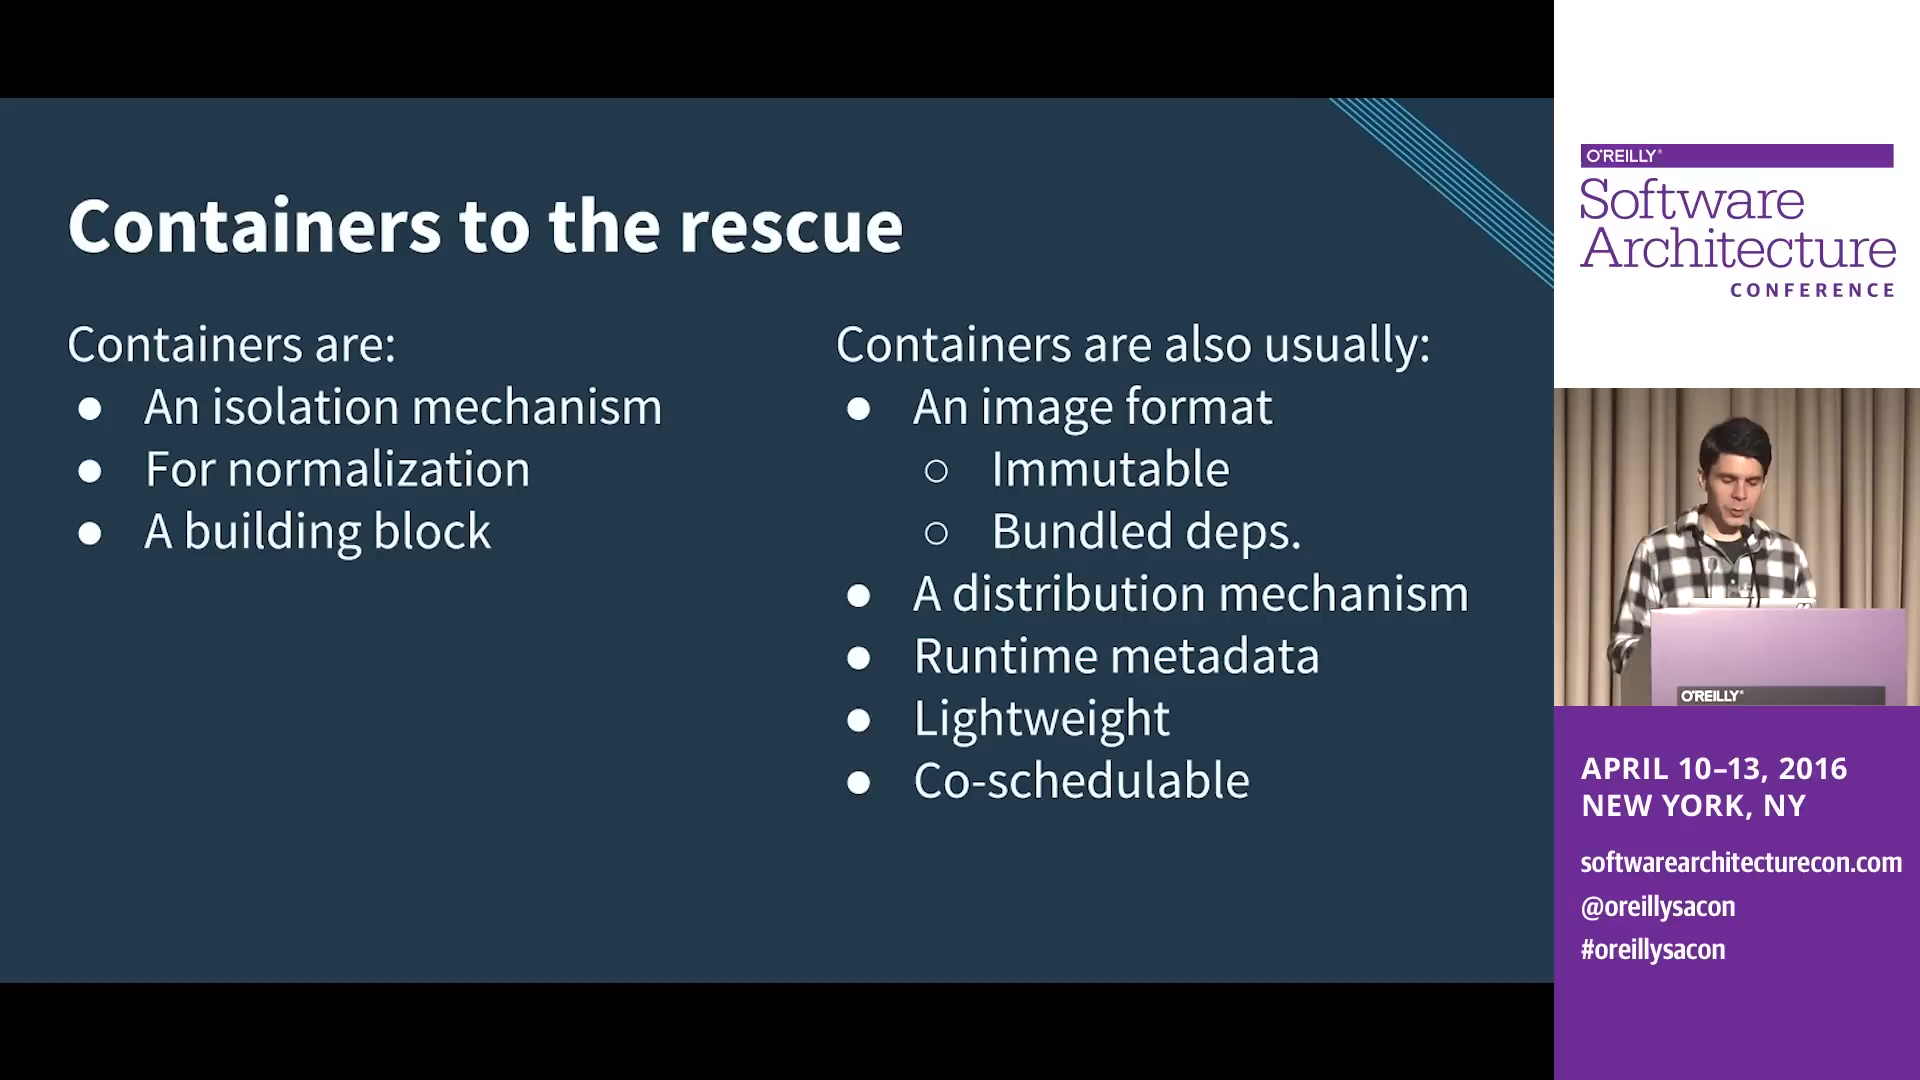 Containers to the rescue
Containers are:
● An isolation mechanism
● For normalization
● A building block
Containers are also usually:
● An image format
○ Immutable
○ Bundled deps.
● A distribution mechanism
● Runtime metadata
● Lightweight
● Co-schedulable
O'REILLY®
Software
Architecture
CONFERENCE
O'REILLY®
APRIL 10–13, 2016
NEW YORK, NY
softwarearchitecturecon.com
@oreillysacon
#oreillysacon